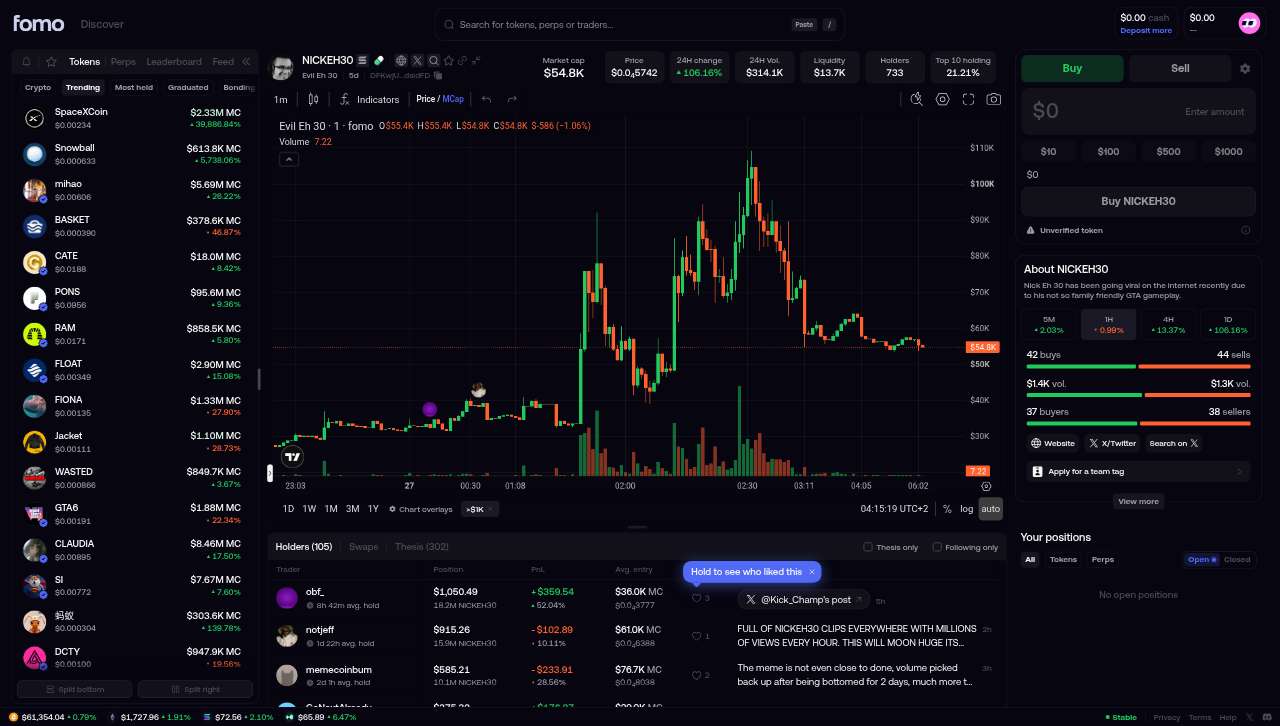 fomo Discover
Search for tokens, perps or traders... Paste /
$0.00 cash $0.00
Deposit more —
Tokens Perps Leaderboard Feed
Crypto Trending Most held Graduated Bonding
SpaceXCoin $2.33M MC
$0.00234 39,886.84%
Snowball $613.8K MC
$0.000633 5,738.06%
mihao $5.69M MC
$0.00606 26.22%
BASKET $378.6K MC
$0.000390 46.87%
CATE $18.0M MC
$0.0188 8.42%
PONS $95.6M MC
$0.0956 9.36%
RAM $858.5K MC
$0.0171 5.80%
FLOAT $2.90M MC
$0.00349 15.08%
FIONA $1.33M MC
$0.00135 27.90%
Jacket $1.10M MC
$0.00111 28.73%
WASTED $849.7K MC
$0.000866 3.67%
GTA6 $1.88M MC
$0.00191 22.34%
CLAUDIA $8.46M MC
$0.00895 17.50%
SI $7.67M MC
$0.00772 7.60%
蚂蚁 $303.6K MC
$0.000304 139.78%
DCTY $947.9K MC
$0.00100 19.56%
Split bottom Split right
NICKEH30
Evil Eh 30 5d
Market cap Price 24H change 24H Vol. Liquidity Holders Top 10 holding
$54.8K $0.0₄5742 106.16% $314.1K $13.7K 733 21.21%
1m Indicators Price / MCap
Evil Eh 30 · 1 · fomo O$55.4K H$55.4K L$54.8K C$54.8K $-586 (−1.06%)
Volume 7.22
$110K
$100K
$90K
$80K
$70K
$60K
$54.8K
$50K
$40K
$30K
7.22
23:03 27 00:30 01:08 02:00 02:30 03:11 04:05 06:02
1D 1W 1M 3M 1Y Chart overlays >$1K 04:15:19 UTC+2 % log auto
Holders (105) Swaps Thesis (302) Thesis only Following only
Trader Position PnL Avg. entry
Hold to see who liked this ×
obf_ $1,050.49 +$359.54 $36.0K MC 3 @Kick_Champ's post 5h
8h 42m avg. hold 18.2M NICKEH30 52.04% $0.0₄3777
notjeff $915.26 -$102.89 $61.0K MC 1 FULL OF NICKEH30 CLIPS EVERYWHERE WITH MILLIONS 2h
1d 22h avg. hold 15.9M NICKEH30 10.11% $0.0₄6388 OF VIEWS EVERY HOUR. THIS WILL MOON HUGE ITS...
memecoinbum $585.21 -$233.91 $76.7K MC 2 The meme is not even close to done, volume picked 3h
2d 1h avg. hold 10.1M NICKEH30 28.56% $0.0₄8038 back up after being bottomed for 2 days, much more t...
Buy Sell
$0 Enter amount
$10 $100 $500 $1000
$0
Buy NICKEH30
Unverified token
About NICKEH30
Nick Eh 30 has been going viral on the internet recently due
to his not so family friendly GTA gameplay.
5M 1H 4H 1D
2.03% 0.99% 13.37% 106.16%
42 buys 44 sells
$1.4K vol. $1.3K vol.
37 buyers 38 sellers
Website X/Twitter Search on X
Apply for a team tag
View more
Your positions
All Tokens Perps Open Closed
No open positions
$61,354.04 0.79% $1,727.96 1.91% $72.56 2.10% $65.89 6.47% Stable Privacy Terms Help